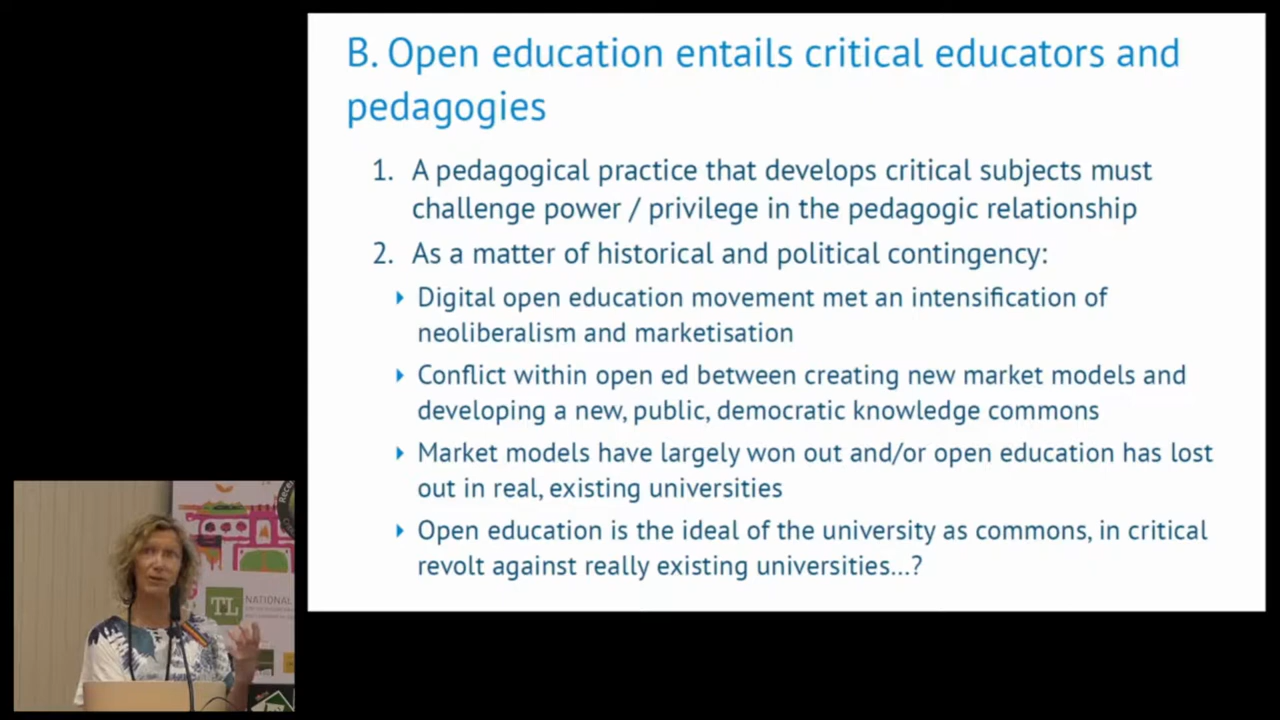 B. Open education entails critical educators and
pedagogies
1. A pedagogical practice that develops critical subjects must
challenge power / privilege in the pedagogic relationship
2. As a matter of historical and political contingency:
Digital open education movement met an intensification of
neoliberalism and marketisation
Conflict within open ed between creating new market models and
developing a new, public, democratic knowledge commons
Market models have largely won out and/or open education has lost
out in real, existing universities
Open education is the ideal of the university as commons, in critical
revolt against really existing universities...?
TL
NATIONAL